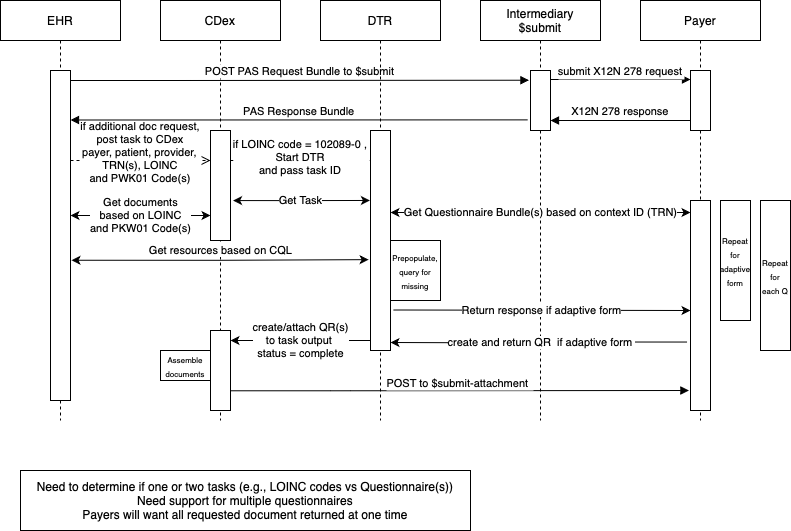 EHR
CDex
DTR
Intermediary
$submit
Payer
POST PAS Request Bundle to $submit
submit X12N 278 request
PAS Response Bundle
X12N 278 response
if additional doc request,
post task to CDex
payer, patient, provider,
TRN(s), LOINC
and PWK01 Code(s)
if LOINC code = 102089-0 ,
Start DTR
and pass task ID
Get Task
Get documents
based on LOINC
and PKW01 Code(s)
Get Questionnaire Bundle(s) based on context ID (TRN)
Repeat
for
adaptive
form
Repeat
for
each Q
Get resources based on CQL
Prepopulate,
query for
missing
Return response if adaptive form
create/attach QR(s)
to task output
status = complete
create and return QR  if adaptive form
Assemble
documents
POST to $submit-attachment
Need to determine if one or two tasks (e.g., LOINC codes vs Questionnaire(s))
Need support for multiple questionnaires
Payers will want all requested document returned at one time